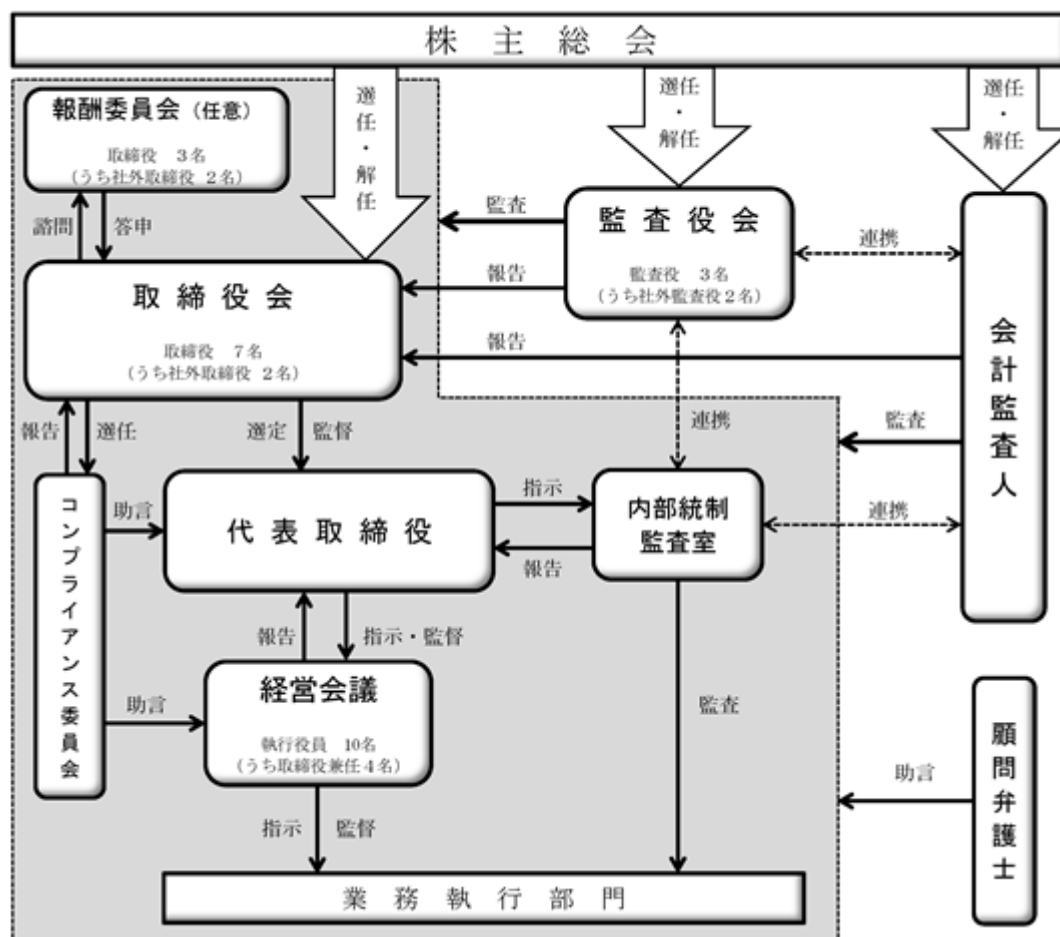 株主総会
選任・解任
選任・解任
選任・解任
報酬委員会（任意）
取締役　3名
（うち社外取締役　2名）
諮問
答申
監査
監査役会
監査役　3名
（うち社外監査役2名）
連携
報告
取締役会
取締役　7名
（うち社外取締役　2名）
報告
会計監査人
報告
選任
選定
監督
連携
監査
コンプライアンス委員会
助言
代表取締役
指示
報告
内部統制
監査室
連携
報告
指示・監督
助言
経営会議
執行役員　10名
（うち取締役兼任4名）
監査
顧問弁護士
助言
指示
監督
業務執行部門